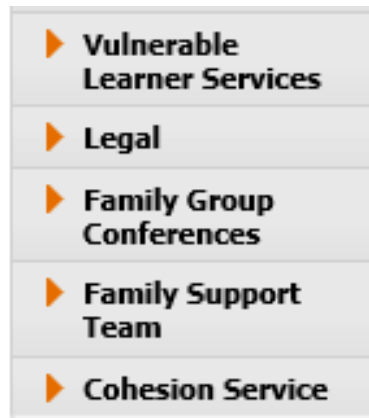 Vulnerable
Learner Services
Legal
Family Group
Conferences
Family Support
Team
Cohesion Service